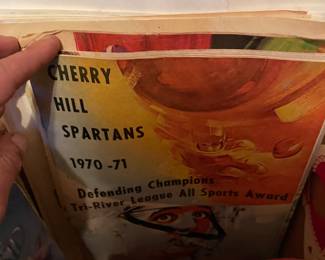 CHERRY
HILL
SPARTANS
1970-71
Defending Champions
Tri-River League All Sports Award